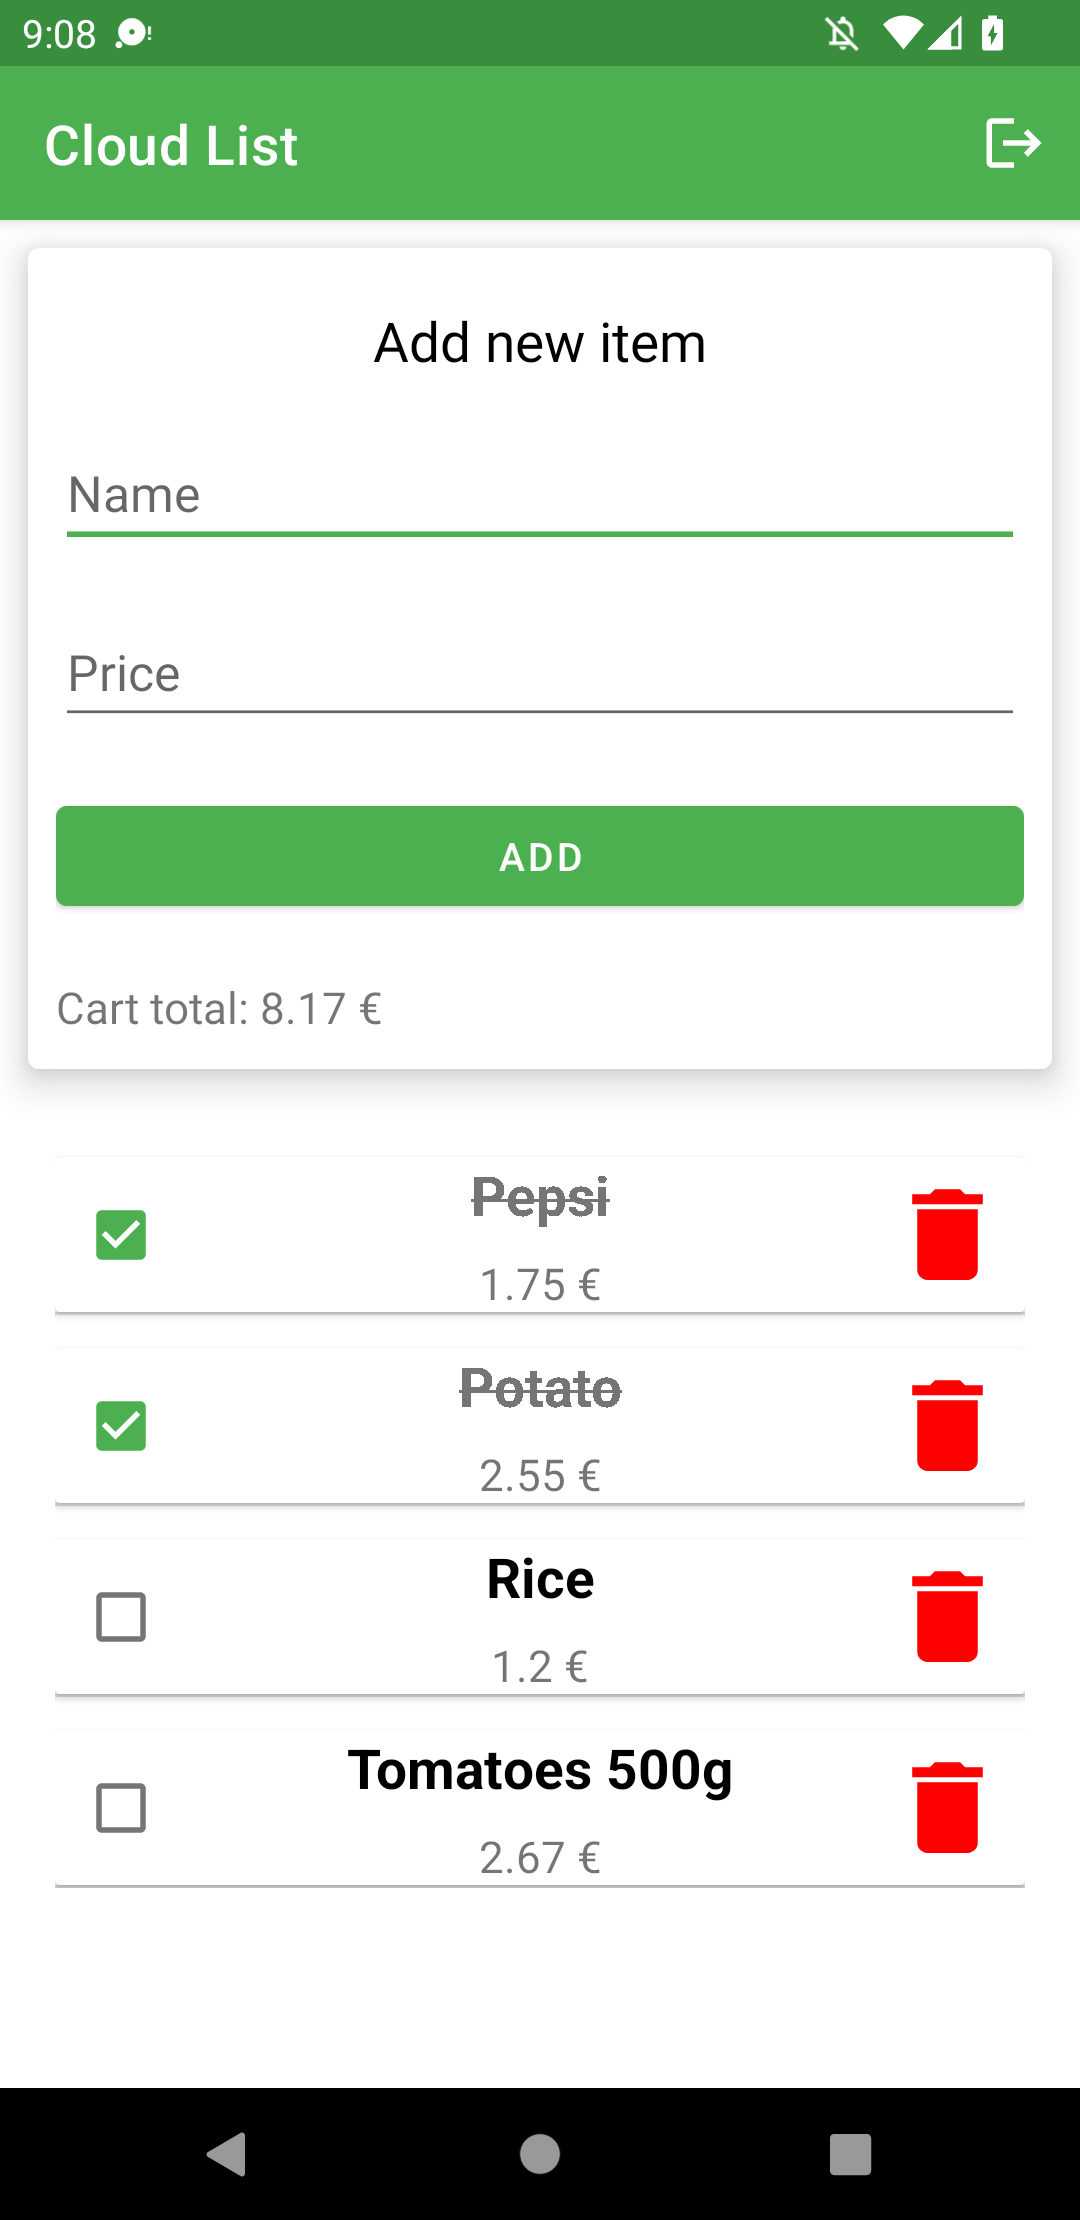 9:08
Cloud List
Add new item
Name
Price
ADD
Cart total: 8.17 €
Pepsi
1.75 €
Potato
2.55 €
Rice
1.2 €
Tomatoes 500g
2.67 €